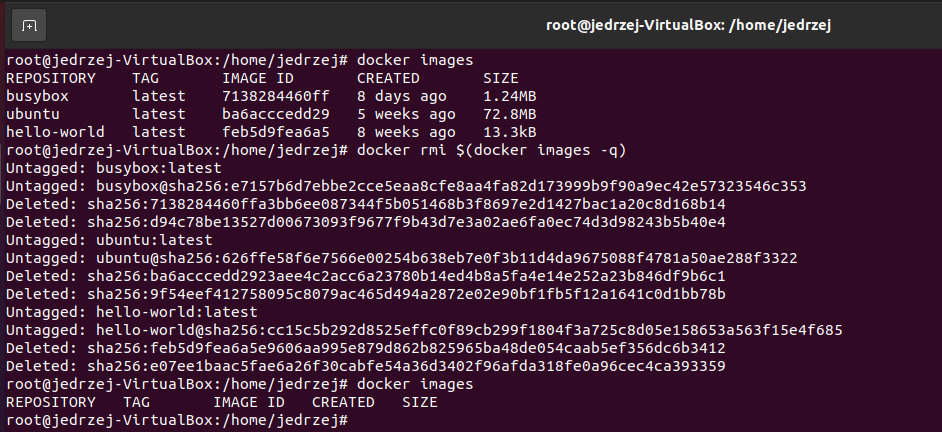 root@jedrzej-VirtualBox: /home/jedrzej
root@jedrzej-VirtualBox:/home/jedrzej# docker images
REPOSITORY    TAG       IMAGE ID       CREATED       SIZE
busybox       latest    7138284460ff   8 days ago    1.24MB
ubuntu        latest    ba6acccedd29   5 weeks ago   72.8MB
hello-world   latest    feb5d9fea6a5   8 weeks ago   13.3kB
root@jedrzej-VirtualBox:/home/jedrzej# docker rmi $(docker images -q)
Untagged: busybox:latest
Untagged: busybox@sha256:e7157b6d7ebbe2cce5eaa8cfe8aa4fa82d173999b9f90a9ec42e57323546c353
Deleted: sha256:7138284460ffa3bb6ee087344f5b051468b3f8697e2d1427bac1a20c8d168b14
Deleted: sha256:d94c78be13527d00673093f9677f9b43d7e3a02ae6fa0ec74d3d98243b5b40e4
Untagged: ubuntu:latest
Untagged: ubuntu@sha256:626ffe58f6e7566e00254b638eb7e0f3b11d4da9675088f4781a50ae288f3322
Deleted: sha256:ba6acccedd2923aee4c2acc6a23780b14ed4b8a5fa4e14e252a23b846df9b6c1
Deleted: sha256:9f54eef412758095c8079ac465d494a2872e02e90bf1fb5f12a1641c0d1bb78b
Untagged: hello-world:latest
Untagged: hello-world@sha256:cc15c5b292d8525effc0f89cb299f1804f3a725c8d05e158653a563f15e4f685
Deleted: sha256:feb5d9fea6a5e9606aa995e879d862b825965ba48de054caab5ef356dc6b3412
Deleted: sha256:e07ee1baac5fae6a26f30cabfe54a36d3402f96afda318fe0a96cec4ca393359
root@jedrzej-VirtualBox:/home/jedrzej# docker images
REPOSITORY   TAG       IMAGE ID   CREATED   SIZE
root@jedrzej-VirtualBox:/home/jedrzej#